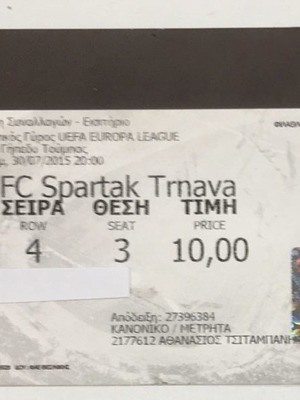 η Συναλλαγών - Εισιτήριο
ικός Γύρος UEFA EUROPA LEAGUE
Γήπεδο Τούμπας
30/07/2015 20:00
FC Spartak Trnava
ΣΕΙΡΑ ΘΕΣΗ ΤΙΜΗ
ROW SEAT PRICE
4 3 10,00
Απόδειξη: 27396384
ΚΑΝΟΝΙΚΟ / ΜΕΤΡΗΤΑ
2177612 ΑΘΑΝΑΣΙΟΣ ΤΣΙΤΑΜΠΑΝΗ